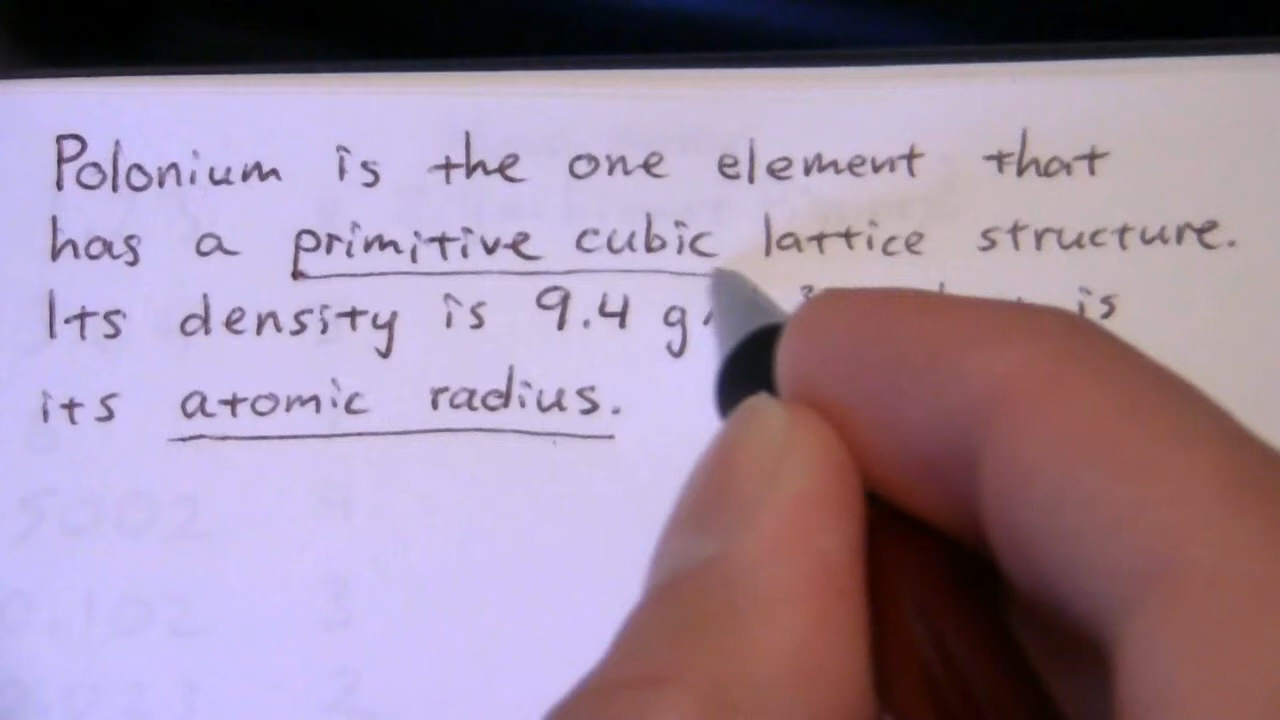 Polonium is the one element that
has a primitive cubic lattice structure.
Its density is 9.4 is
its atomic radius.